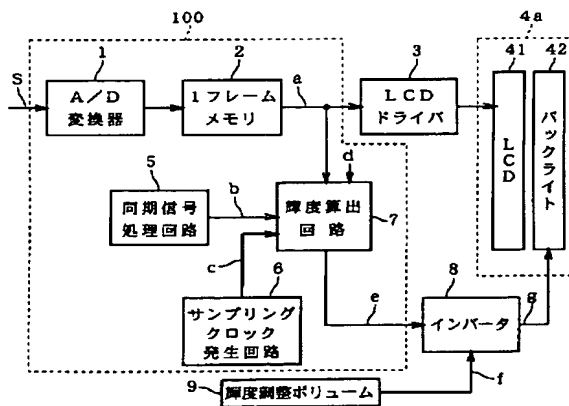 100
4a
1
2
3
41
42
S
A／D
変換器
1フレーム
メモリ
a
LCD
ドライバ
LCD
バックライト
d
5
同期信号
処理回路
b
輝度算出
回路
7
c
6
サンプリング
クロック
発生回路
e
8
インバータ
g
f
9
輝度調整ボリューム